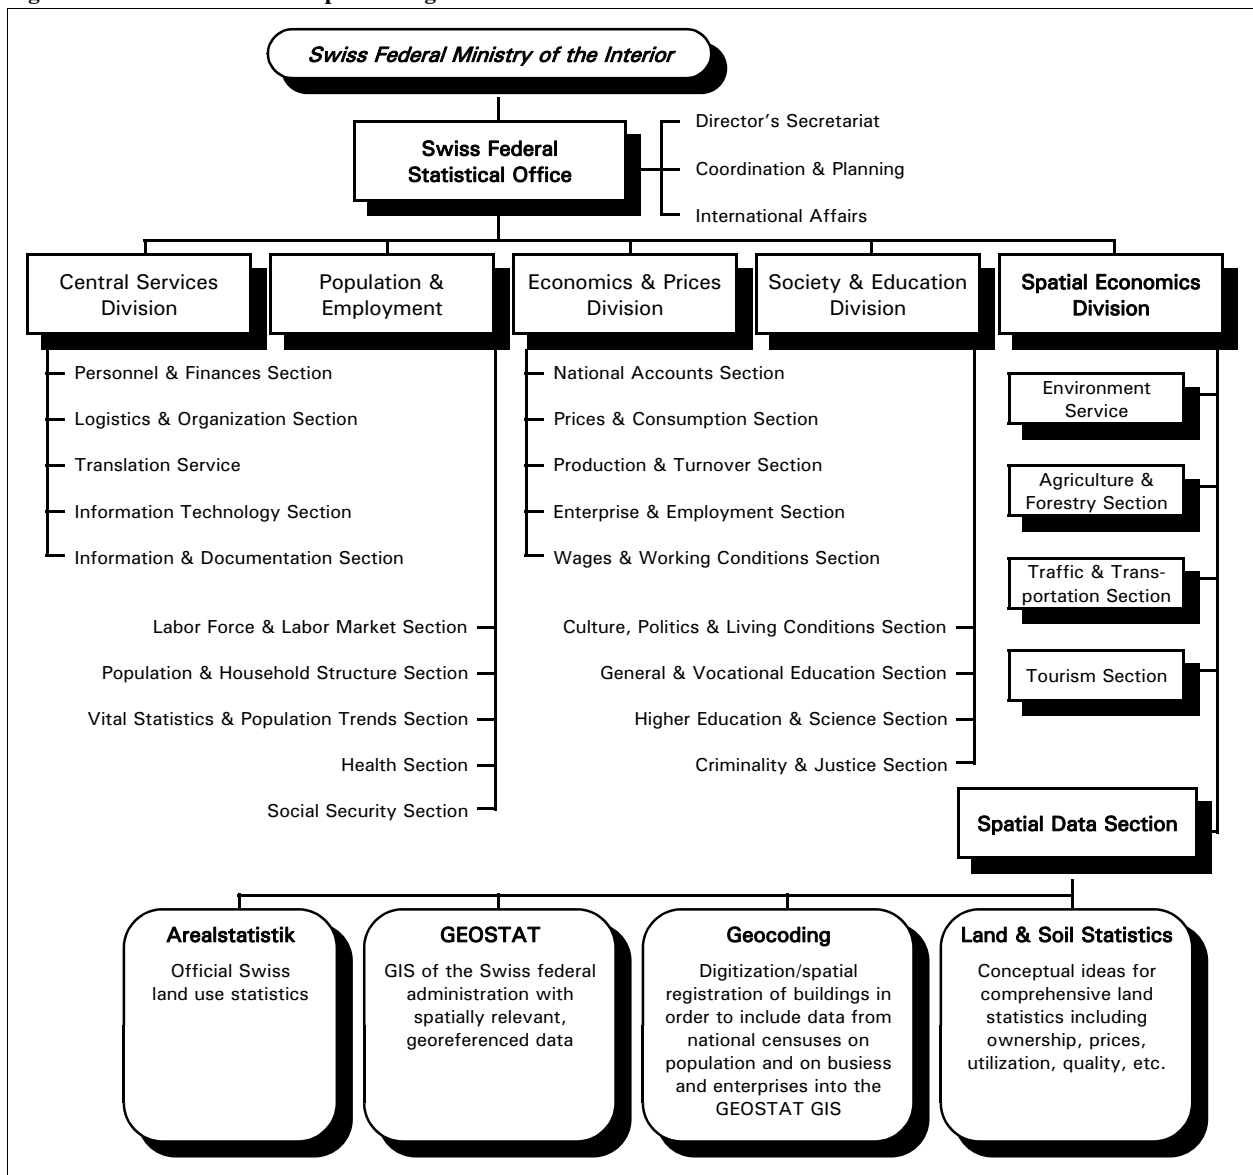 Swiss Federal Ministry of the Interior
Swiss Federal
Statistical Office
Director's Secretariat
Coordination & Planning
International Affairs
Central Services
Division
Population &
Employment
Economics & Prices
Division
Society & Education
Division
Spatial Economics
Division
Personnel & Finances Section
Logistics & Organization Section
Translation Service
Information Technology Section
Information & Documentation Section
Labor Force & Labor Market Section
Population & Household Structure Section
Vital Statistics & Population Trends Section
Health Section
Social Security Section
National Accounts Section
Prices & Consumption Section
Production & Turnover Section
Enterprise & Employment Section
Wages & Working Conditions Section
Culture, Politics & Living Conditions Section
General & Vocational Education Section
Higher Education & Science Section
Criminality & Justice Section
Environment
Service
Agriculture &
Forestry Section
Traffic & Trans-
portation Section
Tourism Section
Spatial Data Section
Arealstatistik
Official Swiss
land use statistics
GEOSTAT
GIS of the Swiss federal
administration with
spatially relevant,
georeferenced data
Geocoding
Digitization/spatial
registration of buildings in
order to include data from
national censuses on
population and on busiess
and enterprises into the
GEOSTAT GIS
Land & Soil Statistics
Conceptual ideas for
comprehensive land
statistics including
ownership, prices,
utilization, quality, etc.